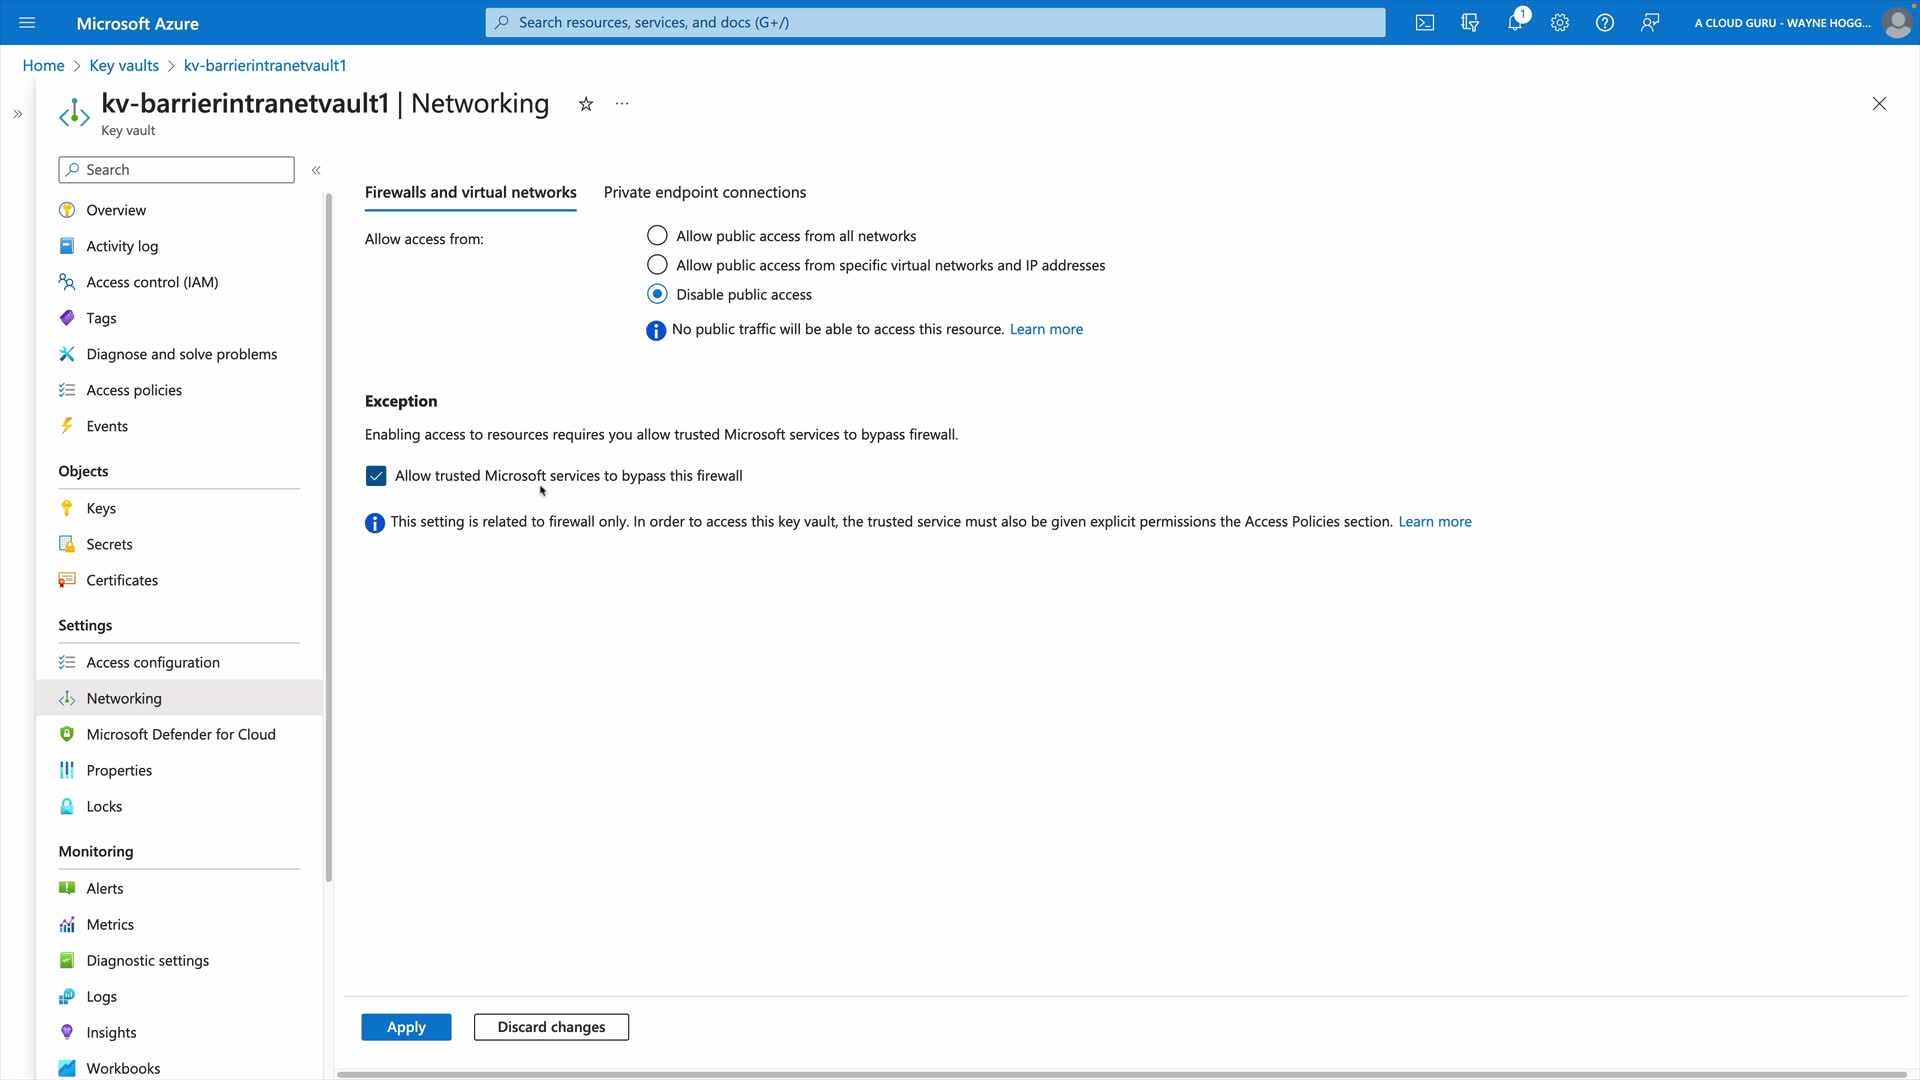 Microsoft Azure
Search resources, services, and docs (G+/)
1
A CLOUD GURU - WAYNE HOGG...
Home > Key vaults > kv-barrierintranetvault1
kv-barrierintranetvault1 | Networking
Key vault
Search
Overview
Activity log
Access control (IAM)
Tags
Diagnose and solve problems
Access policies
Events
Objects
Keys
Secrets
Certificates
Settings
Access configuration
Networking
Microsoft Defender for Cloud
Properties
Locks
Monitoring
Alerts
Metrics
Diagnostic settings
Logs
Insights
Workbooks
Firewalls and virtual networks
Private endpoint connections
Allow access from:
Allow public access from all networks
Allow public access from specific virtual networks and IP addresses
Disable public access
No public traffic will be able to access this resource. Learn more
Exception
Enabling access to resources requires you allow trusted Microsoft services to bypass firewall.
Allow trusted Microsoft services to bypass this firewall
This setting is related to firewall only. In order to access this key vault, the trusted service must also be given explicit permissions the Access Policies section. Learn more
Apply
Discard changes